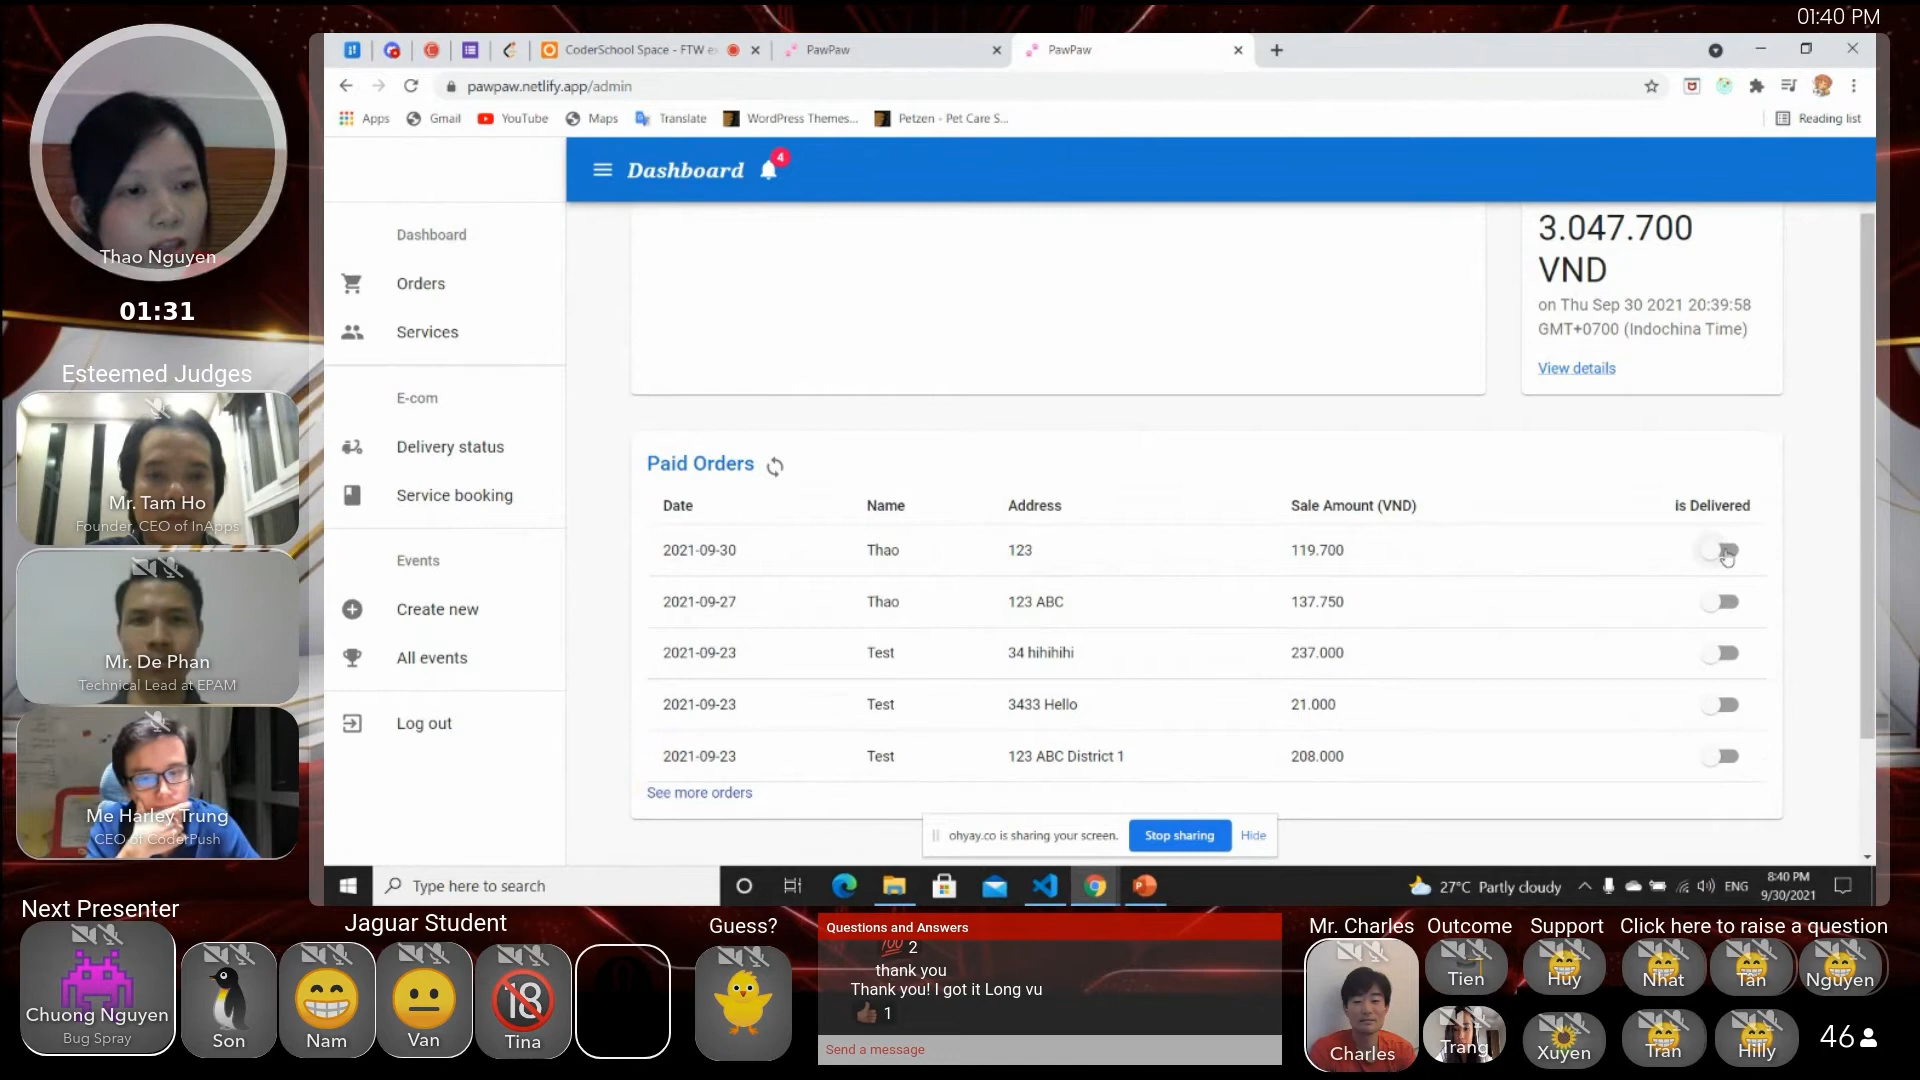 01:40 PM
Thao Nguyen
01:31
Esteemed Judges
Mr. Tam Ho
Founder, CEO of InApps
Mr. De Phan
Technical Lead at EPAM
Me Harley Trung
CEO of CoderPush
CoderSchool Space - FTW
PawPaw
PawPaw
pawpaw.netlify.app/admin
Apps
Gmail
YouTube
Maps
Translate
WordPress Themes...
Petzen - Pet Care S...
Reading list
Dashboard
4
Dashboard
Orders
Services
E-com
Delivery status
Service booking
Events
Create new
All events
Log out
3.047.700
VND
on Thu Sep 30 2021 20:39:58
GMT+0700 (Indochina Time)
View details
Paid Orders
Date Name Address Sale Amount (VND) is Delivered
2021-09-30 Thao 123 119.700
2021-09-27 Thao 123 ABC 137.750
2021-09-23 Test 34 hihihihi 237.000
2021-09-23 Test 3433 Hello 21.000
2021-09-23 Test 123 ABC District 1 208.000
See more orders
ohyay.co is sharing your screen. Stop sharing Hide
Type here to search
27°C Partly cloudy
ENG
8:40 PM
9/30/2021
Next Presenter
Chuong Nguyen
Bug Spray
Jaguar Student
Son
Nam
Van
18
Tina
Guess?
Questions and Answers
100 2
thank you
Thank you! I got it Long vu
1
Send a message
Mr. Charles
Charles
Outcome
Tien
Trang
Support
Huy
Xuyen
Click here to raise a question
Nhat
Tân
Nguyen
Tran
Hilly
46